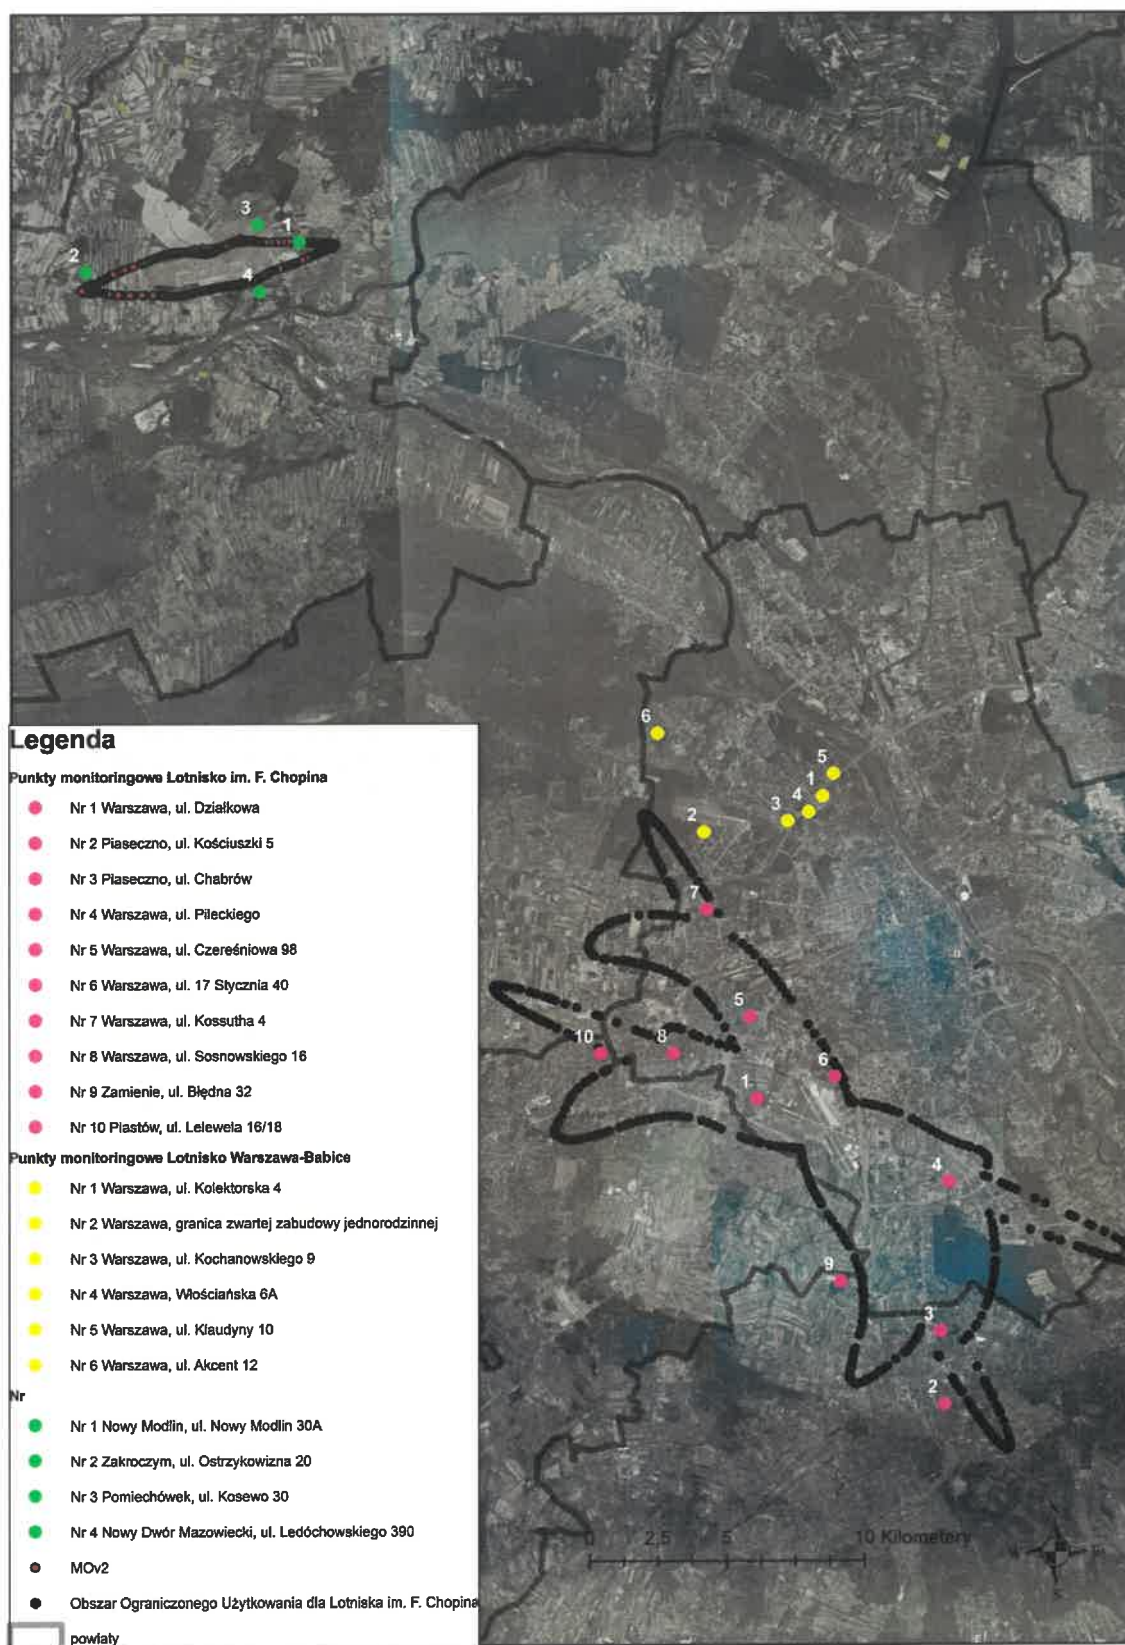 3
1
2
4
6
5
1
4
3
2
7
5
10
8
6
1
4
9
3
2
Legenda
Punkty monitoringowe Lotnisko im. F. Chopina
Nr 1 Warszawa, ul. Działkowa
Nr 2 Piaseczno, ul. Kościuszki 5
Nr 3 Piaseczno, ul. Chabrów
Nr 4 Warszawa, ul. Pileckiego
Nr 5 Warszawa, ul. Czereśniowa 98
Nr 6 Warszawa, ul. 17 Stycznia 40
Nr 7 Warszawa, ul. Kossutha 4
Nr 8 Warszawa, ul. Sosnowskiego 16
Nr 9 Zamienie, ul. Błędna 32
Nr 10 Piastów, ul. Lelewela 16/18
Punkty monitoringowe Lotnisko Warszawa-Babice
Nr 1 Warszawa, ul. Kolektorska 4
Nr 2 Warszawa, granica zwartej zabudowy jednorodzinnej
Nr 3 Warszawa, ul. Kochanowskiego 9
Nr 4 Warszawa, Włościańska 6A
Nr 5 Warszawa, ul. Klaudyny 10
Nr 6 Warszawa, ul. Akcent 12
Nr
Nr 1 Nowy Modlin, ul. Nowy Modlin 30A
Nr 2 Zakroczym, ul. Ostrzykowizna 20
Nr 3 Pomiechówek, ul. Kosewo 30
Nr 4 Nowy Dwór Mazowiecki, ul. Ledóchowskiego 390
MOv2
Obszar Ograniczonego Użytkowania dla Lotniska im. F. Chopina
powiaty
0 2,5 5 10 Kilometery